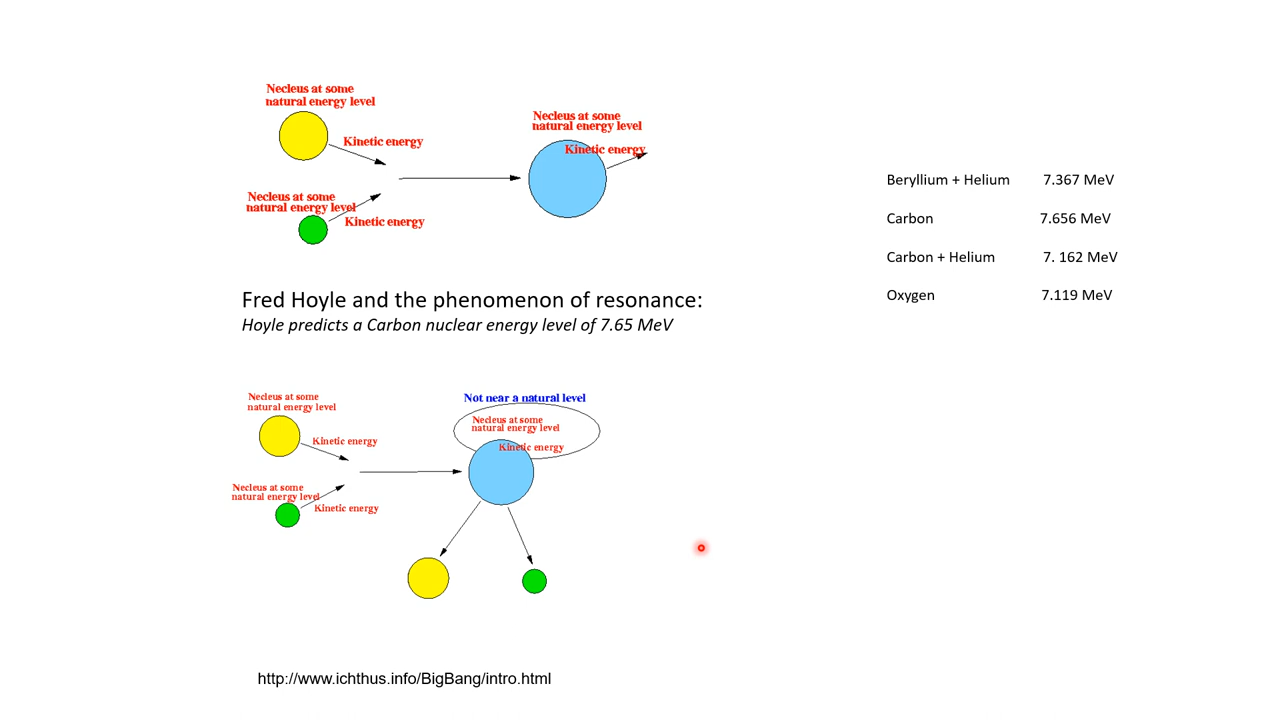 Necleus at some
natural energy level
Kinetic energy
Necleus at some
natural energy level
Kinetic energy
Necleus at some
natural energy level
Kinetic energy
Beryllium + Helium 7.367 MeV
Carbon 7.656 MeV
Carbon + Helium 7. 162 MeV
Oxygen 7.119 MeV
Fred Hoyle and the phenomenon of resonance:
Hoyle predicts a Carbon nuclear energy level of 7.65 MeV
Necleus at some
natural energy level
Kinetic energy
Necleus at some
natural energy level
Kinetic energy
Not near a natural level
Necleus at some
natural energy level
Kinetic energy
http://www.ichthus.info/BigBang/intro.html